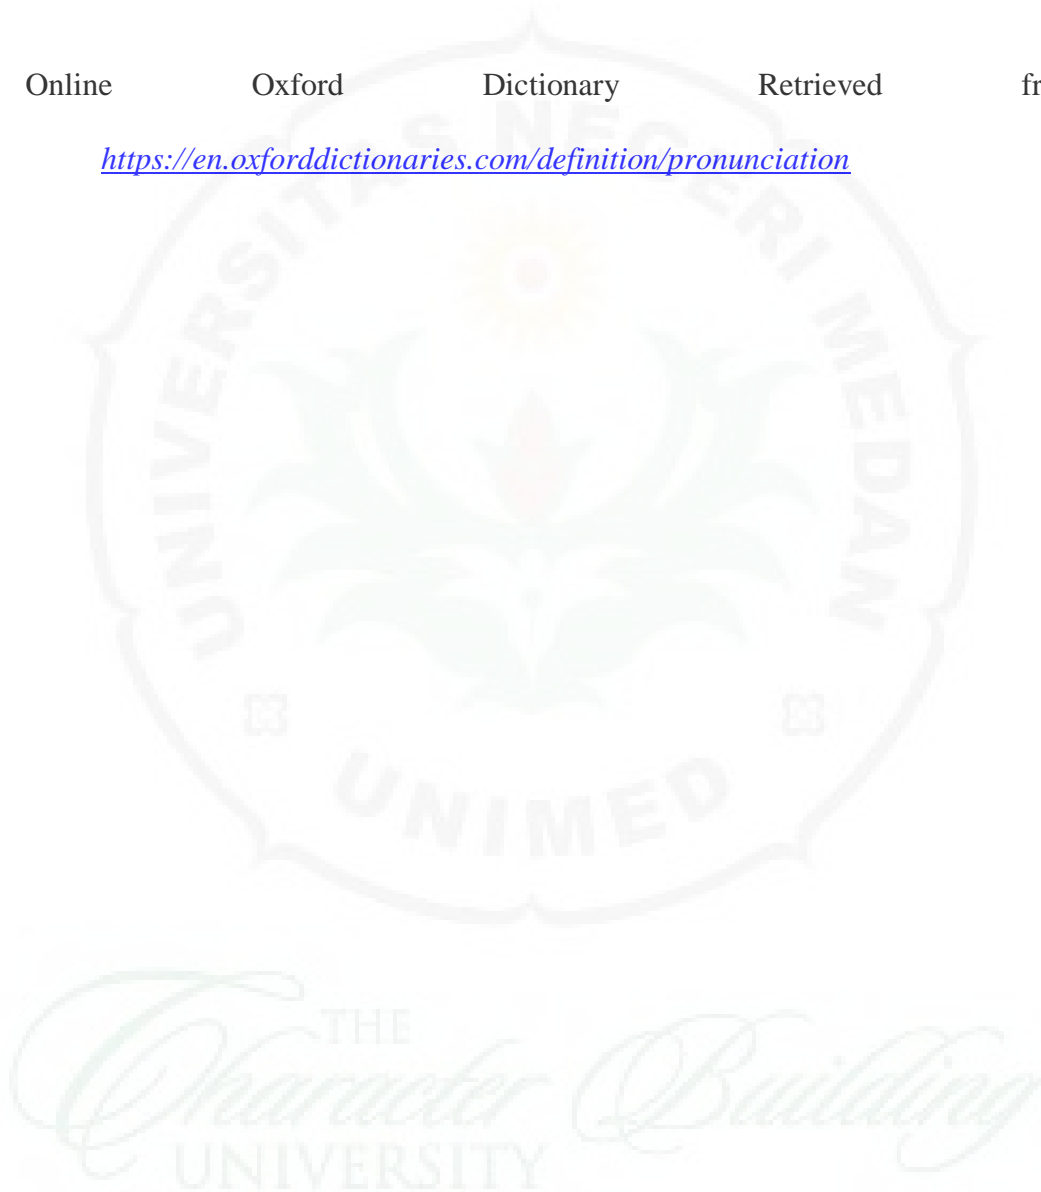 Online Oxford Dictionary Retrieved fr
https://en.oxforddictionaries.com/definition/pronunciation
UNIVERSITAS NEGERI MEDAN
UNIMED
THE
Character Building
UNIVERSITY